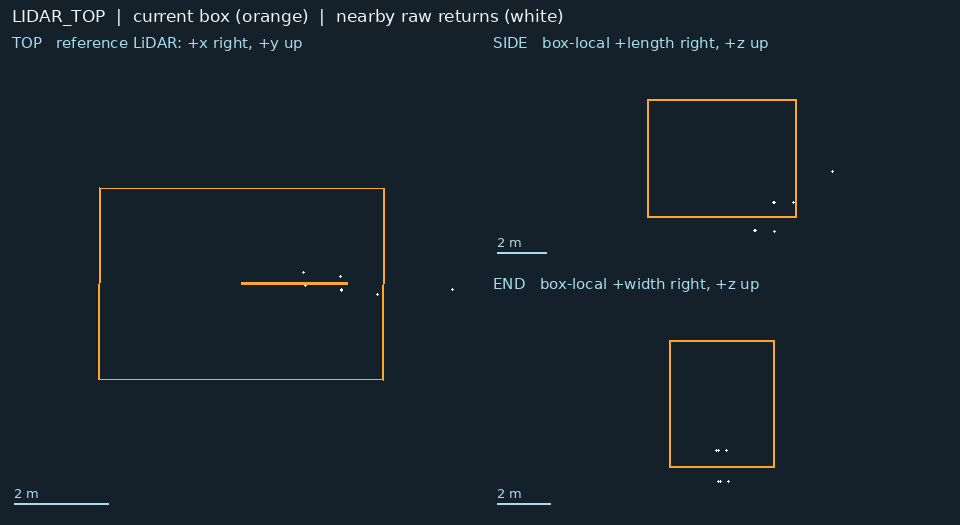 LIDAR_TOP | current box (orange) | nearby raw returns (white)
TOP reference LiDAR: +x right, +y up
SIDE box-local +length right, +z up
2 m
END box-local +width right, +z up
2 m
2 m